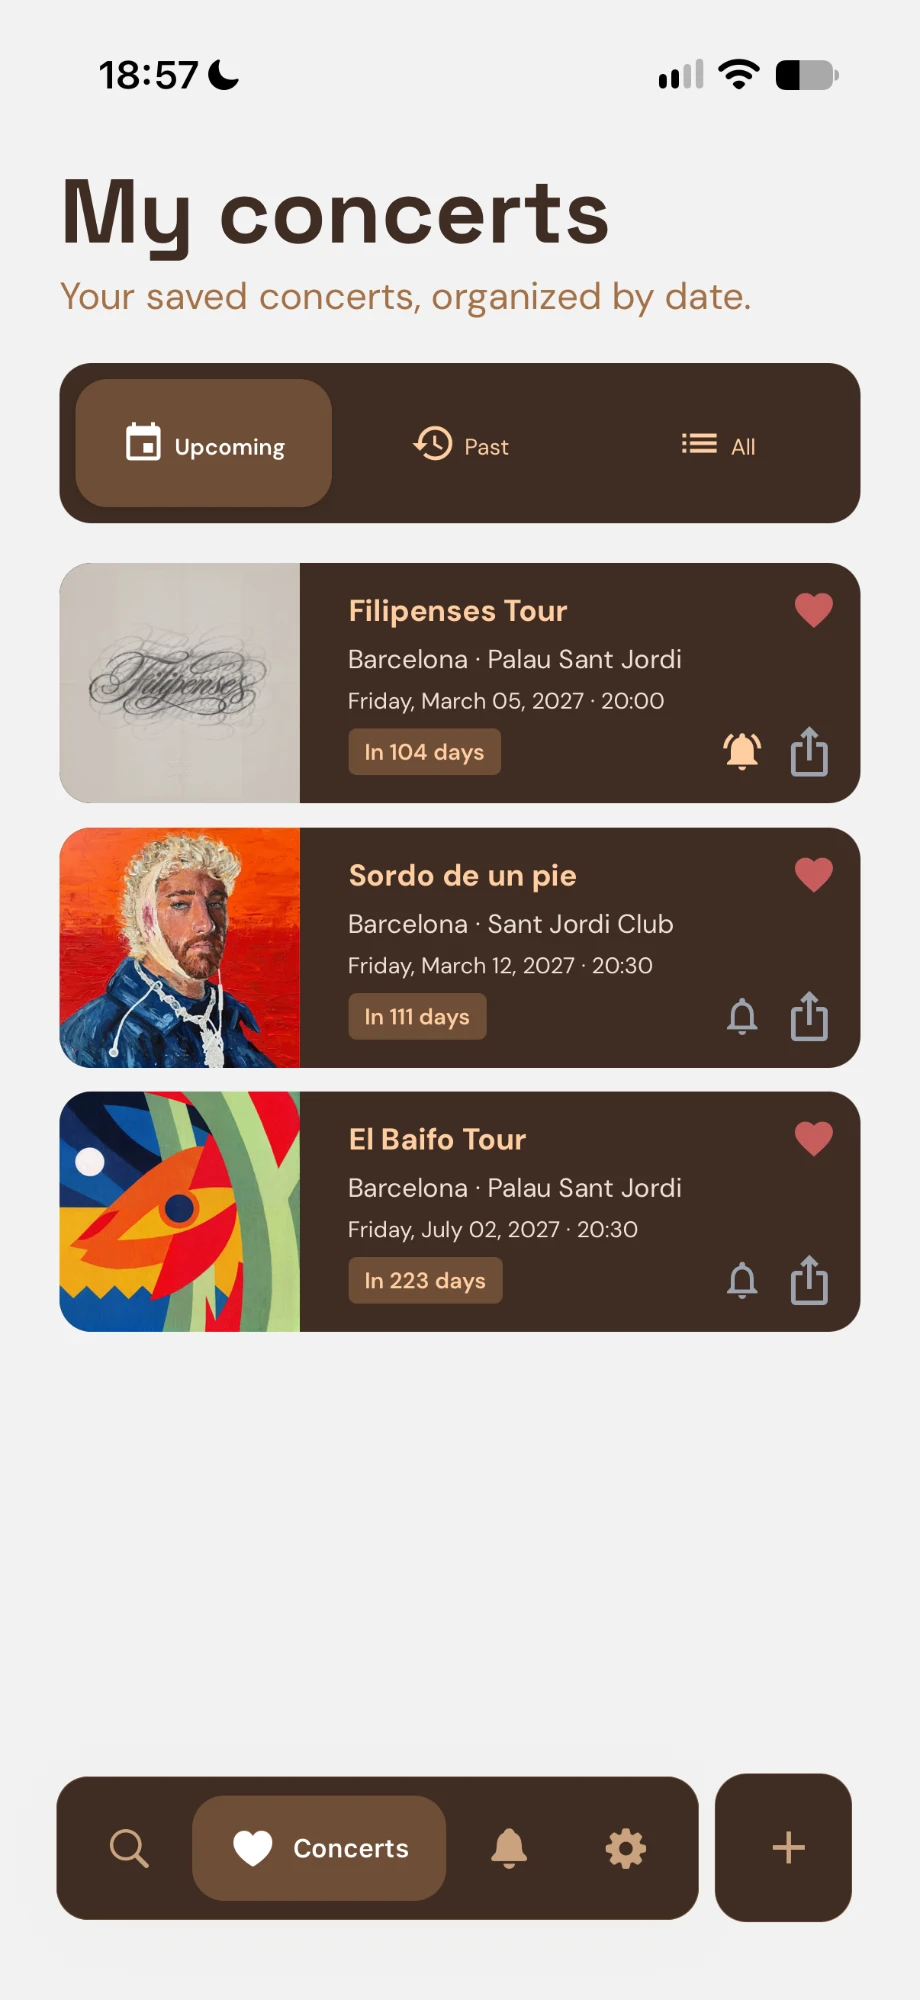 18:57
My concerts
Your saved concerts, organized by date.
Upcoming
Past
All
Filipenses
Filipenses Tour
Barcelona · Palau Sant Jordi
Friday, March 05, 2027 · 20:00
In 104 days
Sordo de un pie
Barcelona · Sant Jordi Club
Friday, March 12, 2027 · 20:30
In 111 days
El Baifo Tour
Barcelona · Palau Sant Jordi
Friday, July 02, 2027 · 20:30
In 223 days
Concerts